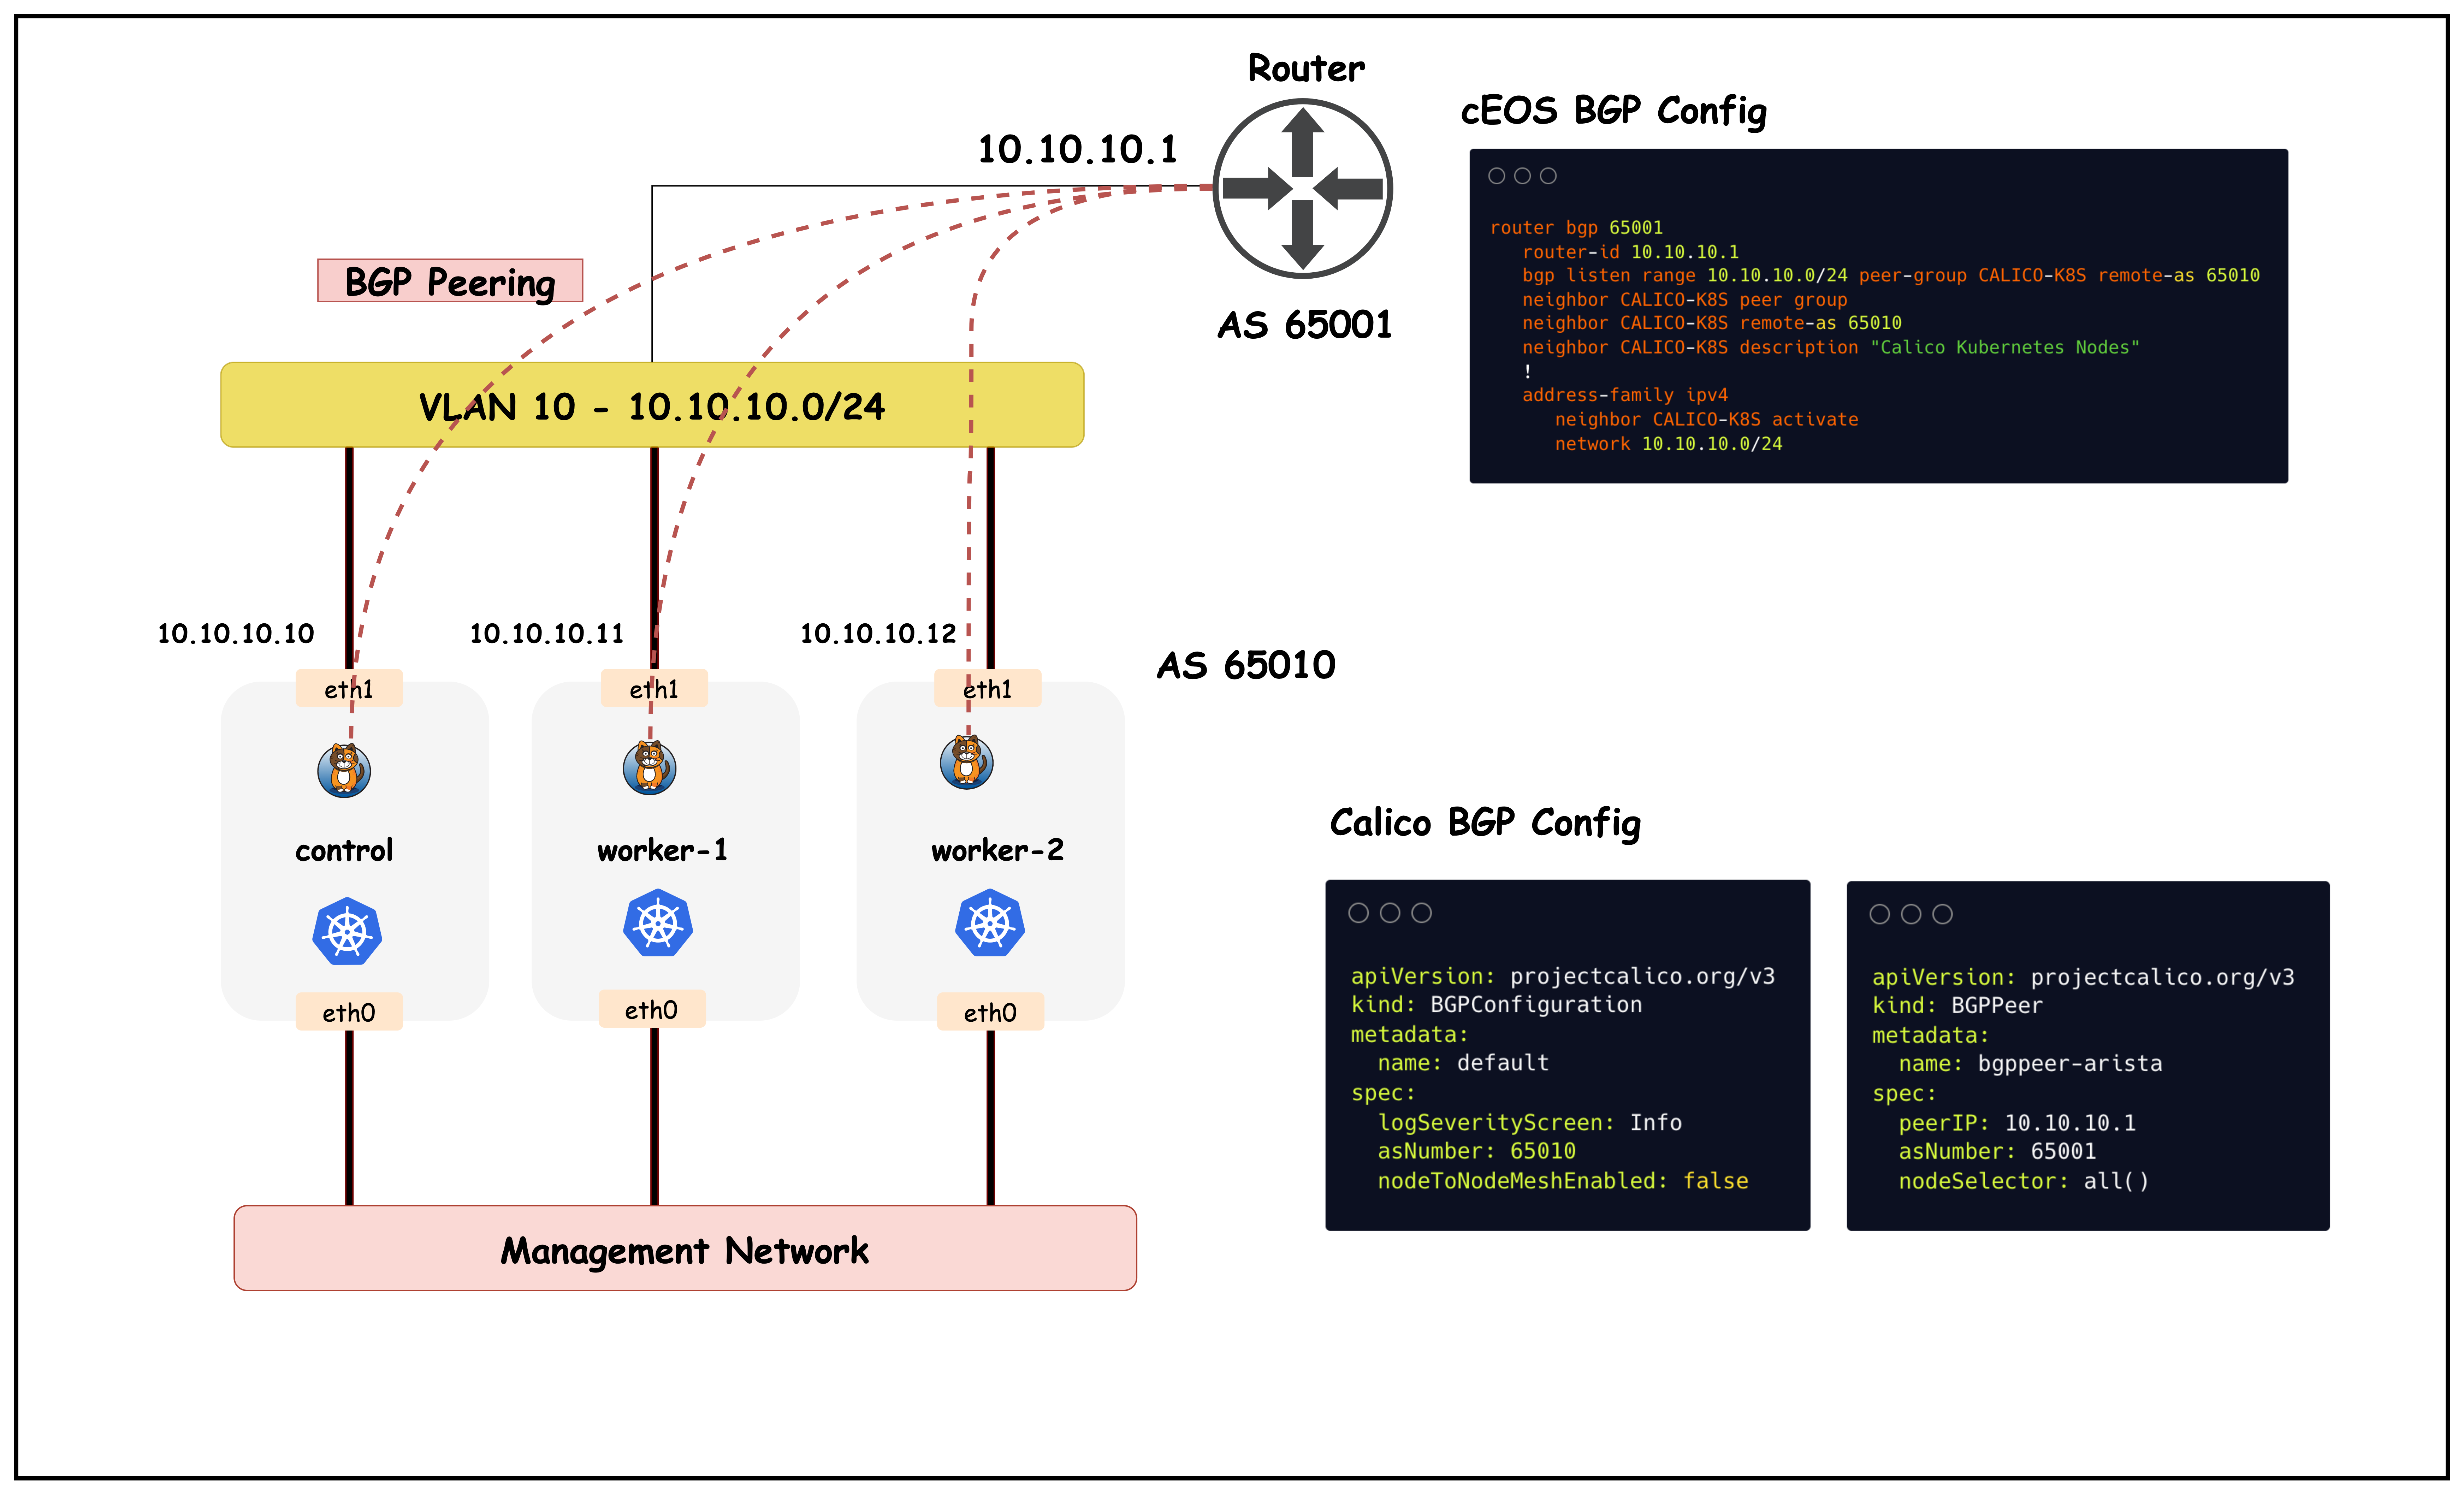 Router
10.10.10.1
AS 65001
BGP Peering
VLAN 10 - 10.10.10.0/24
10.10.10.10
10.10.10.11
10.10.10.12
AS 65010
eth1
eth1
eth1
control
worker-1
worker-2
eth0
eth0
eth0
Management Network
cEOS BGP Config
router bgp 65001
   router-id 10.10.10.1
   bgp listen range 10.10.10.0/24 peer-group CALICO-K8S remote-as 65010
   neighbor CALICO-K8S peer group
   neighbor CALICO-K8S remote-as 65010
   neighbor CALICO-K8S description "Calico Kubernetes Nodes"
   !
   address-family ipv4
      neighbor CALICO-K8S activate
      network 10.10.10.0/24
Calico BGP Config
apiVersion: projectcalico.org/v3
kind: BGPConfiguration
metadata:
  name: default
spec:
  logSeverityScreen: Info
  asNumber: 65010
  nodeToNodeMeshEnabled: false
apiVersion: projectcalico.org/v3
kind: BGPPeer
metadata:
  name: bgppeer-arista
spec:
  peerIP: 10.10.10.1
  asNumber: 65001
  nodeSelector: all()